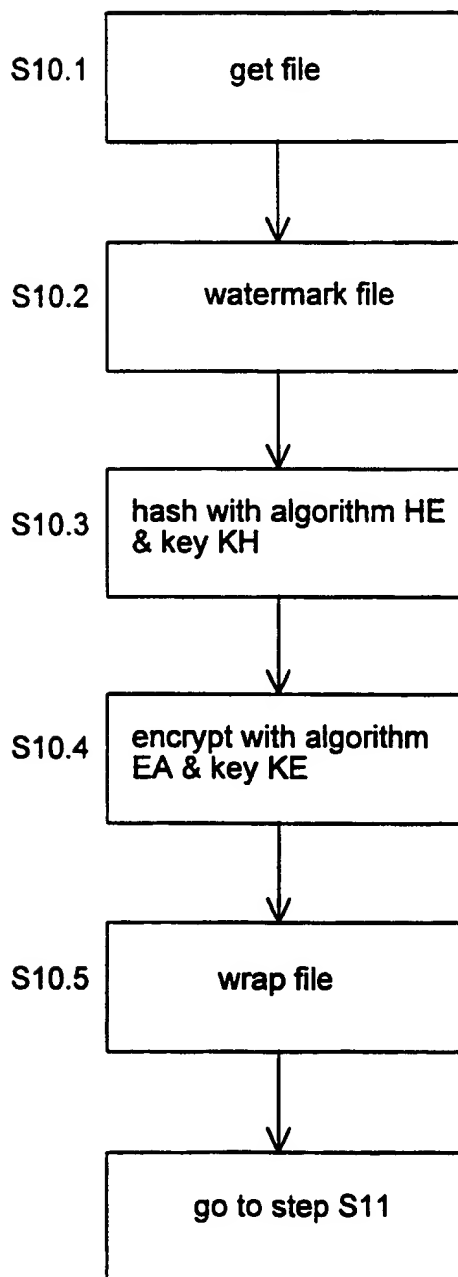 S10.1
get file
S10.2
watermark file
S10.3
hash with algorithm HE
& key KH
S10.4
encrypt with algorithm
EA & key KE
S10.5
wrap file
go to step S11